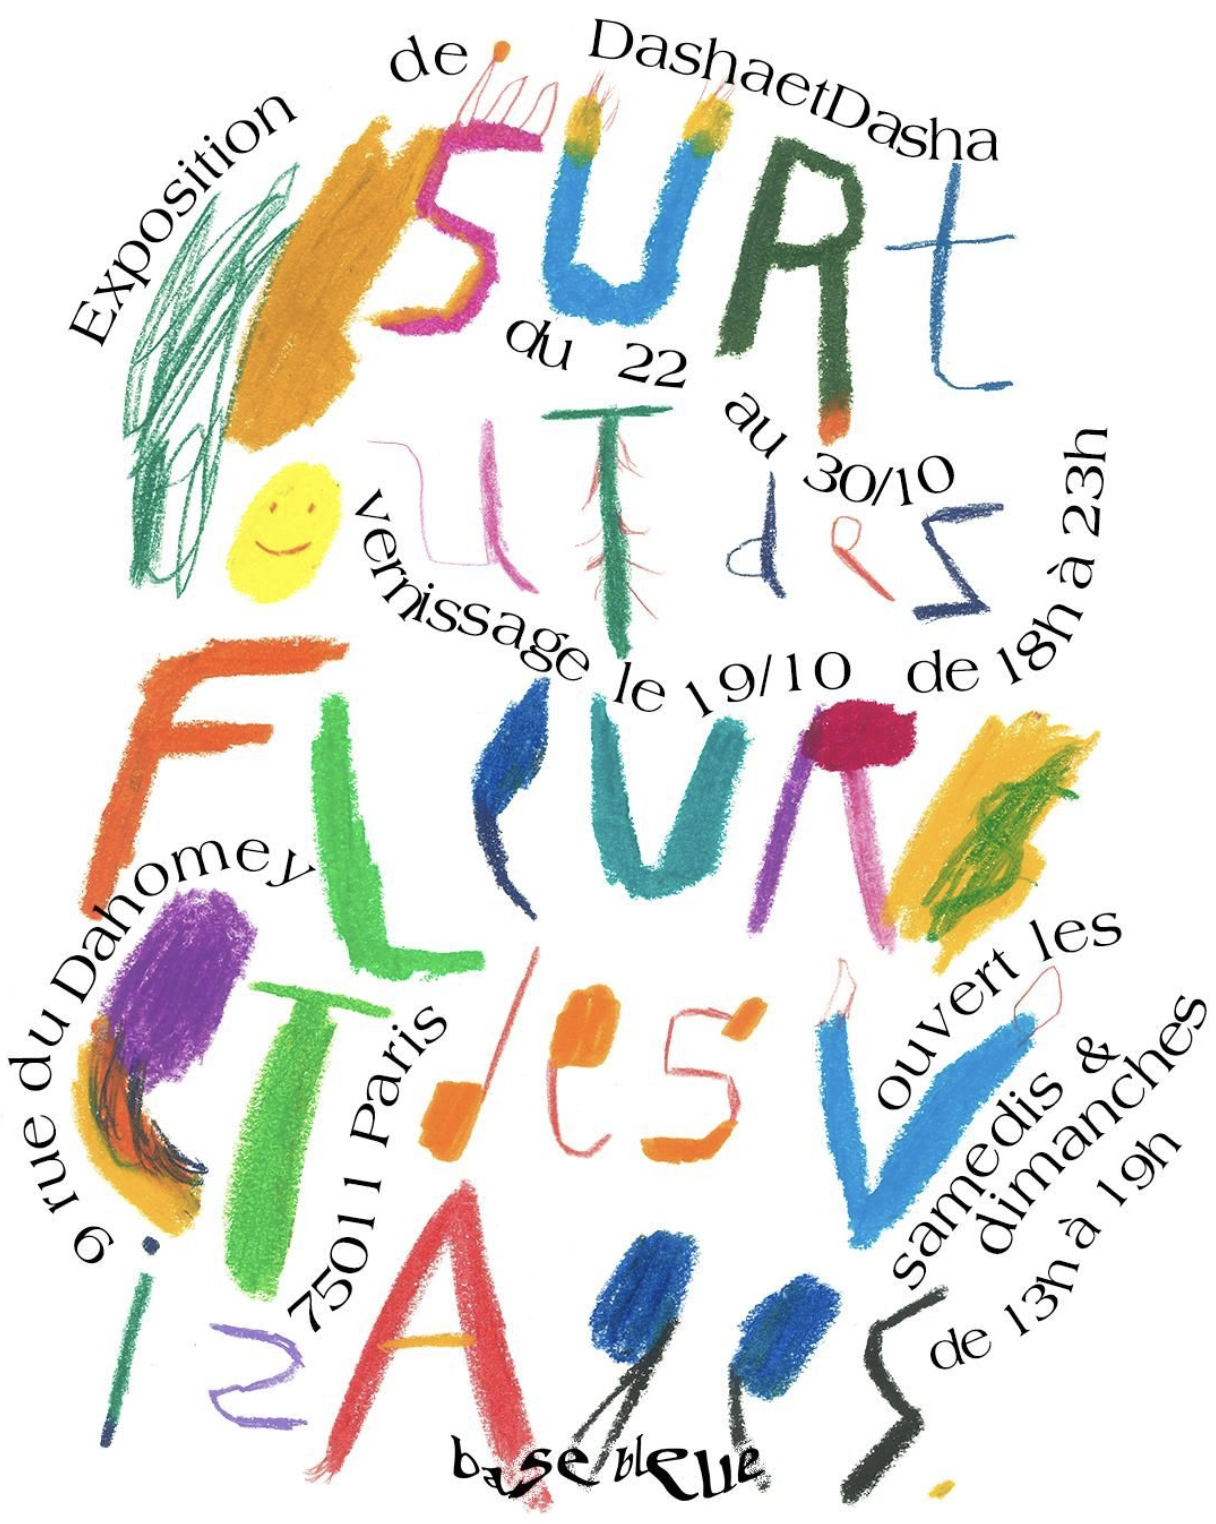 Exposition de DashaetDasha
SURt
du 22 au 30/10
OUT des
vernissage le 19/10 de 18h à 23h
FLeUR
9 rue du Dahomey
75011 Paris
eT des V
ouvert les
samedis &
dimanches
de 13h à 19h
isAges.
base bleue